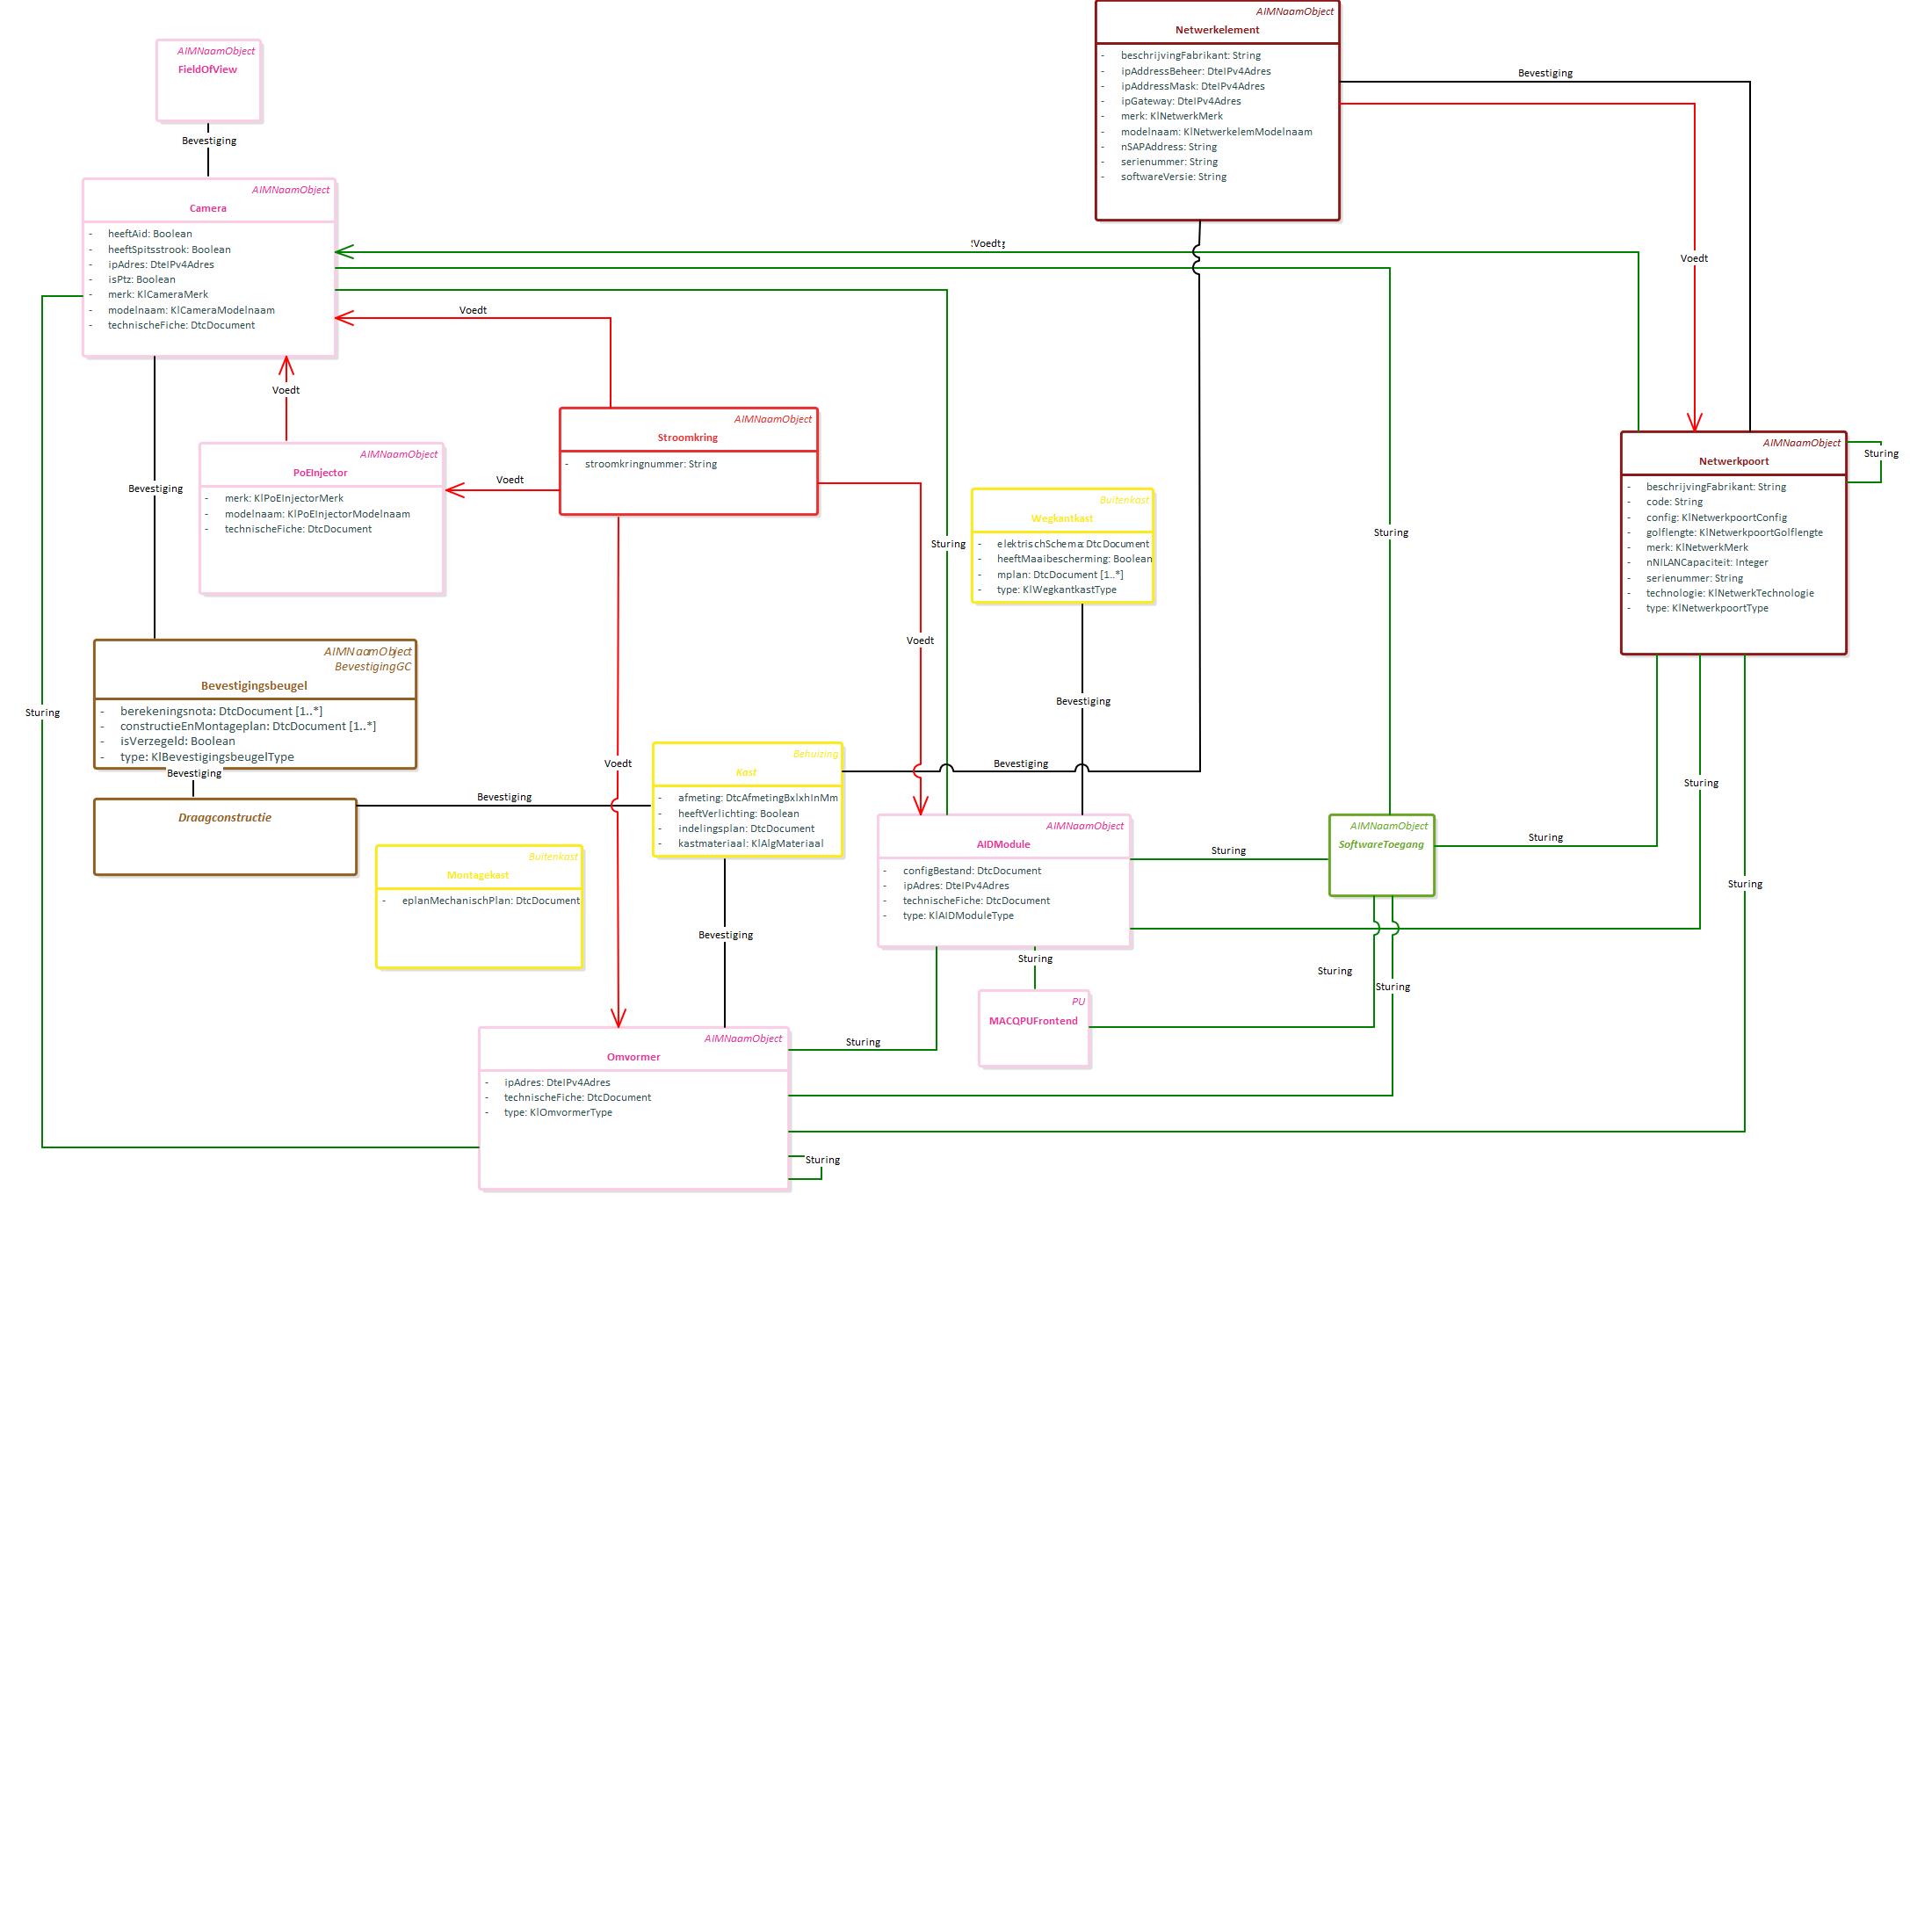 AIMNaamObject
Netwerkelement
- beschrijvingFabrikant: String
- ipAddressBeheer: DteIPv4Adres
- ipAddressMask: DteIPv4Adres
- ipGateway: DteIPv4Adres
- merk: KlNetwerkMerk
- modelnaam: KlNetwerkelemModelnaam
- nSAPAddress: String
- serienummer: String
- softwareVersie: String
AIMNaamObject
FieldOfView
Bevestiging
Bevestiging
AIMNaamObject
Camera
- heeftAid: Boolean
- heeftSpitsstrook: Boolean
- ipAdres: DteIPv4Adres
- isPtz: Boolean
- merk: KlCameraMerk
- modelnaam: KlCameraModelnaam
- technischeFiche: DtcDocument
Voedt
Voedt
Voedt
Voedt
AIMNaamObject
Stroomkring
- stroomkringnummer: String
AIMNaamObject
PoEInjector
- merk: KlPoEInjectorMerk
- modelnaam: KlPoEInjectorModelnaam
- technischeFiche: DtcDocument
Voedt
Bevestiging
AIMNaamObject
Netwerkpoort
- beschrijvingFabrikant: String
- code: String
- config: KlNetwerkpoortConfig
- golflengte: KlNetwerkpoortGolflengte
- merk: KlNetwerkMerk
- nNILANCapaciteit: Integer
- serienummer: String
- technologie: KlNetwerkTechnologie
- type: KlNetwerkpoortType
Sturing
Buitenkast
Wegkantkast
- elektrischSchema: DtcDocument
- heeftMaaibescherming: Boolean
- mplan: DtcDocument [1..*]
- type: KlWegkantkastType
Sturing
Sturing
Voedt
AIMNaamObject
BevestigingGC
Bevestigingsbeugel
- berekeningsnota: DtcDocument [1..*]
- constructieEnMontageplan: DtcDocument [1..*]
- isVerzegeld: Boolean
- type: KlBevestigingsbeugelType
Sturing
Bevestiging
Bevestiging
Voedt
Bevestiging
Sturing
Behuizing
Kast
- afmeting: DtcAfmetingBxlxhInMm
- heeftVerlichting: Boolean
- indelingsplan: DtcDocument
- kastmateriaal: KlAlgMateriaal
Bevestiging
Draagconstructie
Buitenkast
Montagekast
- eplanMechanischPlan: DtcDocument
AIMNaamObject
AIDModule
- configBestand: DtcDocument
- ipAdres: DteIPv4Adres
- technischeFiche: DtcDocument
- type: KlAIDModuleType
Sturing
AIMNaamObject
SoftwareToegang
Sturing
Sturing
Bevestiging
Sturing
Sturing
Sturing
PU
MACQPUFrontend
AIMNaamObject
Omvormer
- ipAdres: DteIPv4Adres
- technischeFiche: DtcDocument
- type: KlOmvormerType
Sturing
Sturing